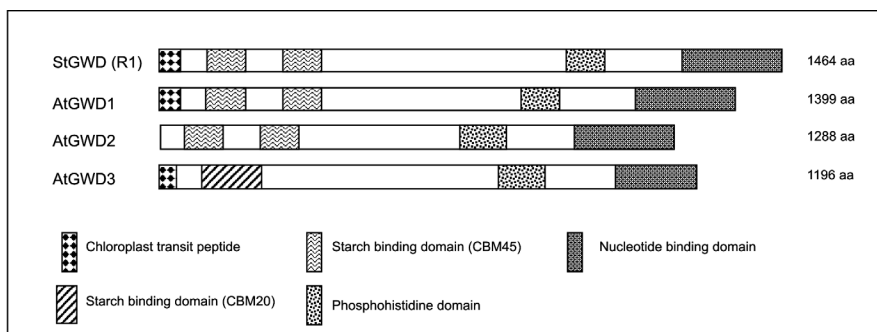 StGWD (R1) 1464 aa
AtGWD1 1399 aa
AtGWD2 1288 aa
AtGWD3 1196 aa
Chloroplast transit peptide Starch binding domain (CBM45) Nucleotide binding domain
Starch binding domain (CBM20) Phosphohistidine domain